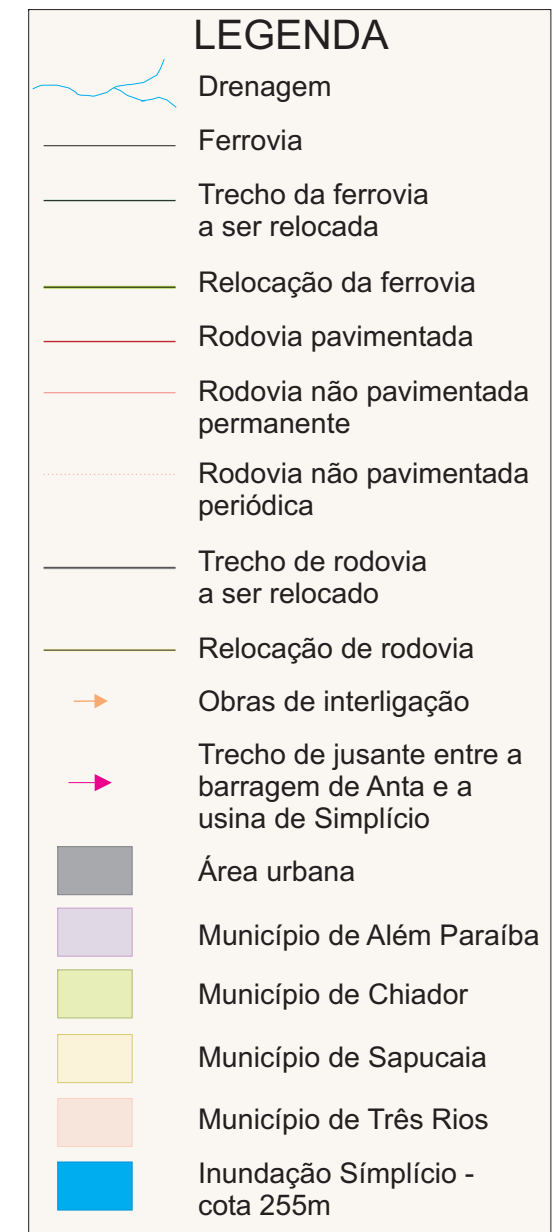 LEGENDA
Drenagem
Ferrovia
Trecho da ferrovia
a ser relocada
Relocação da ferrovia
Rodovia pavimentada
Rodovia não pavimentada
permanente
Rodovia não pavimentada
periódica
Trecho de rodovia
a ser relocado
Relocação de rodovia
Obras de interligação
Trecho de jusante entre a
barragem de Anta e a
usina de Simplício
Área urbana
Município de Além Paraíba
Município de Chiador
Município de Sapucaia
Município de Três Rios
Inundação Símplício -
cota 255m